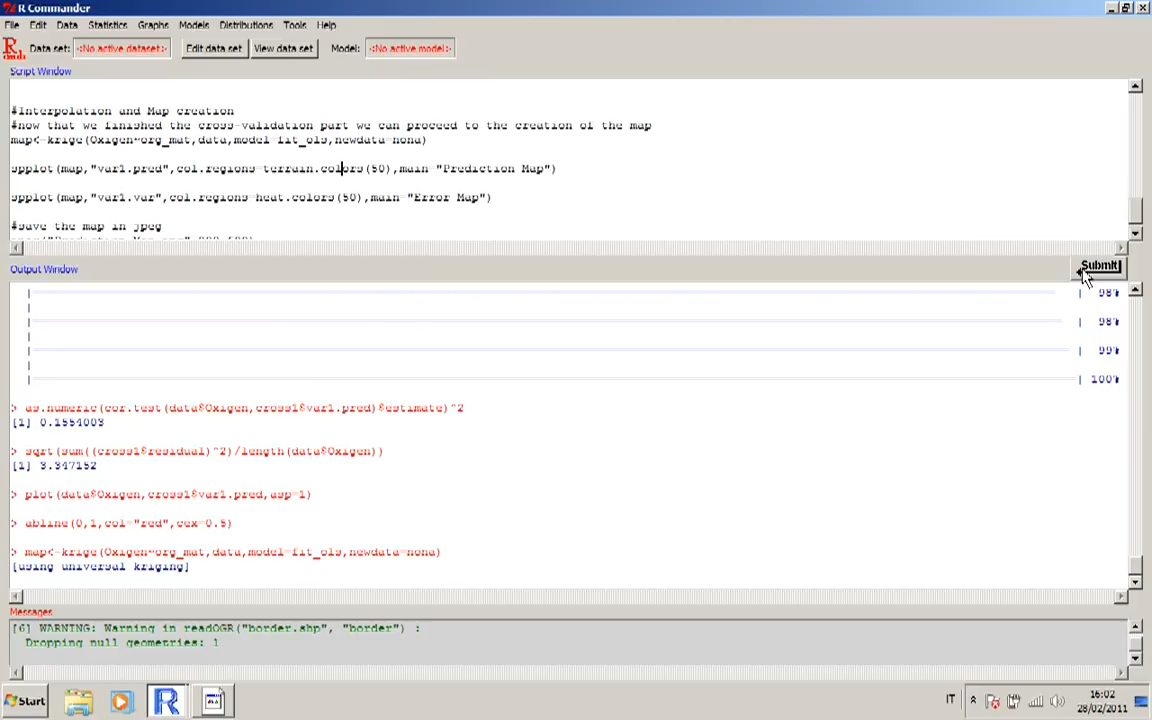 R Commander
File Edit Data Statistics Graphs Models Distributions Tools Help
R cmdr Data set: <No active dataset> Edit data set View data set Model: <No active model>
Script Window
#Interpolation and Map creation
#now that we finished the cross-validation part we can proceed to the creation of the map
map<-krige(Oxigen~org_mat,data,model=fit_ols,newdata=nona)
spplot(map,"var1.pred",col.regions=terrain.colors(50),main="Prediction Map")
spplot(map,"var1.var",col.regions=heat.colors(50),main="Error Map")
#save the map in jpeg
Output Window
Submit
| 98%
|
| 98%
|
| 99%
|
| 100%
> as.numeric(cor.test(data$Oxigen,cross1$var1.pred)$estimate)^2
[1] 0.1554003
> sqrt(sum((cross1$residual)^2)/length(data$Oxigen))
[1] 3.347152
> plot(data$Oxigen,cross1$var1.pred,asp=1)
> abline(0,1,col="red",cex=0.5)
> map<-krige(Oxigen~org_mat,data,model=fit_ols,newdata=nona)
[using universal kriging]
Messages
[6] WARNING: Warning in readOGR("border.shp", "border") :
Dropping null geometries: 1
Start
IT
16:02
28/02/2011